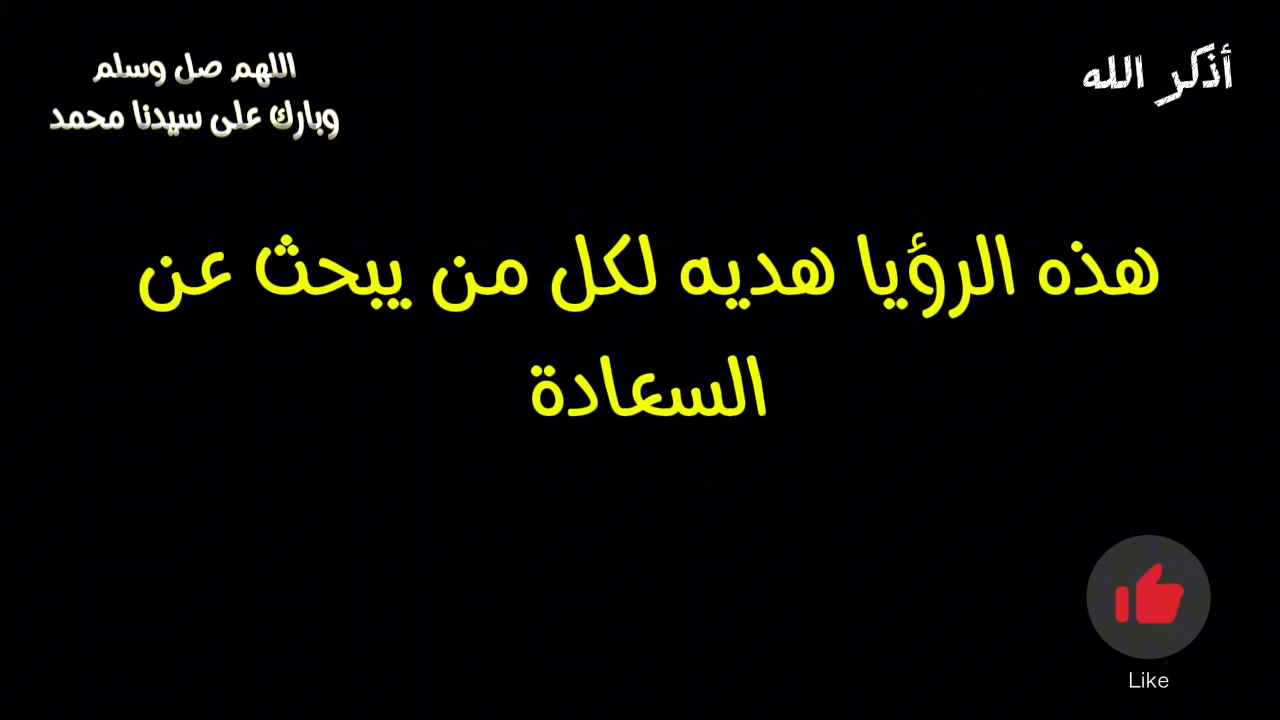 أذكر الله
اللهم صل وسلم
وبارك على سيدنا محمد
هذه الرؤيا هديه لكل من يبحث عن
السعادة
Like